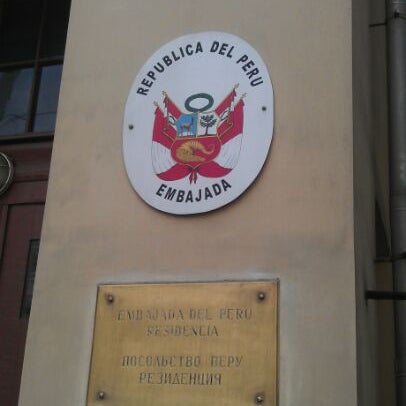 REPUBLICA DEL PERU
EMBAJADA
EMBAJADA DEL PERU
RESIDENCIA
ПОСОЛЬСТВО ПЕРУ
РЕЗИДЕНЦИЯ